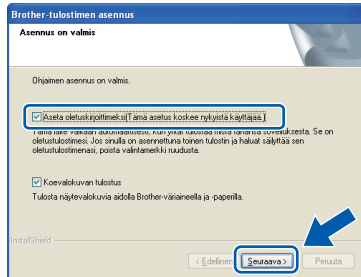 Brother-tulostimen asennus
Asennus on valmis
Ohjaimen asennus on valmis.
Aseta oletuskirjoittimeksi(Tämä asetus koskee nykyistä käyttäjää.)
Tämä laite valitaan automaattisesti, kun yrität tulostaa mistä tahansa sovelluksesta. Se on
oletustulostimesi. Jos sinulla on asennettuna toinen tulostin ja haluat säilyttää sen
oletustulostimenasi, poista valintamerkki ruudusta.
Koevalokuvan tulostus
Tulosta näytevalokuvia aidolla Brother-väriaineella ja -paperilla.
InstallShield
< Edellinen
Seuraava >
Peruuta